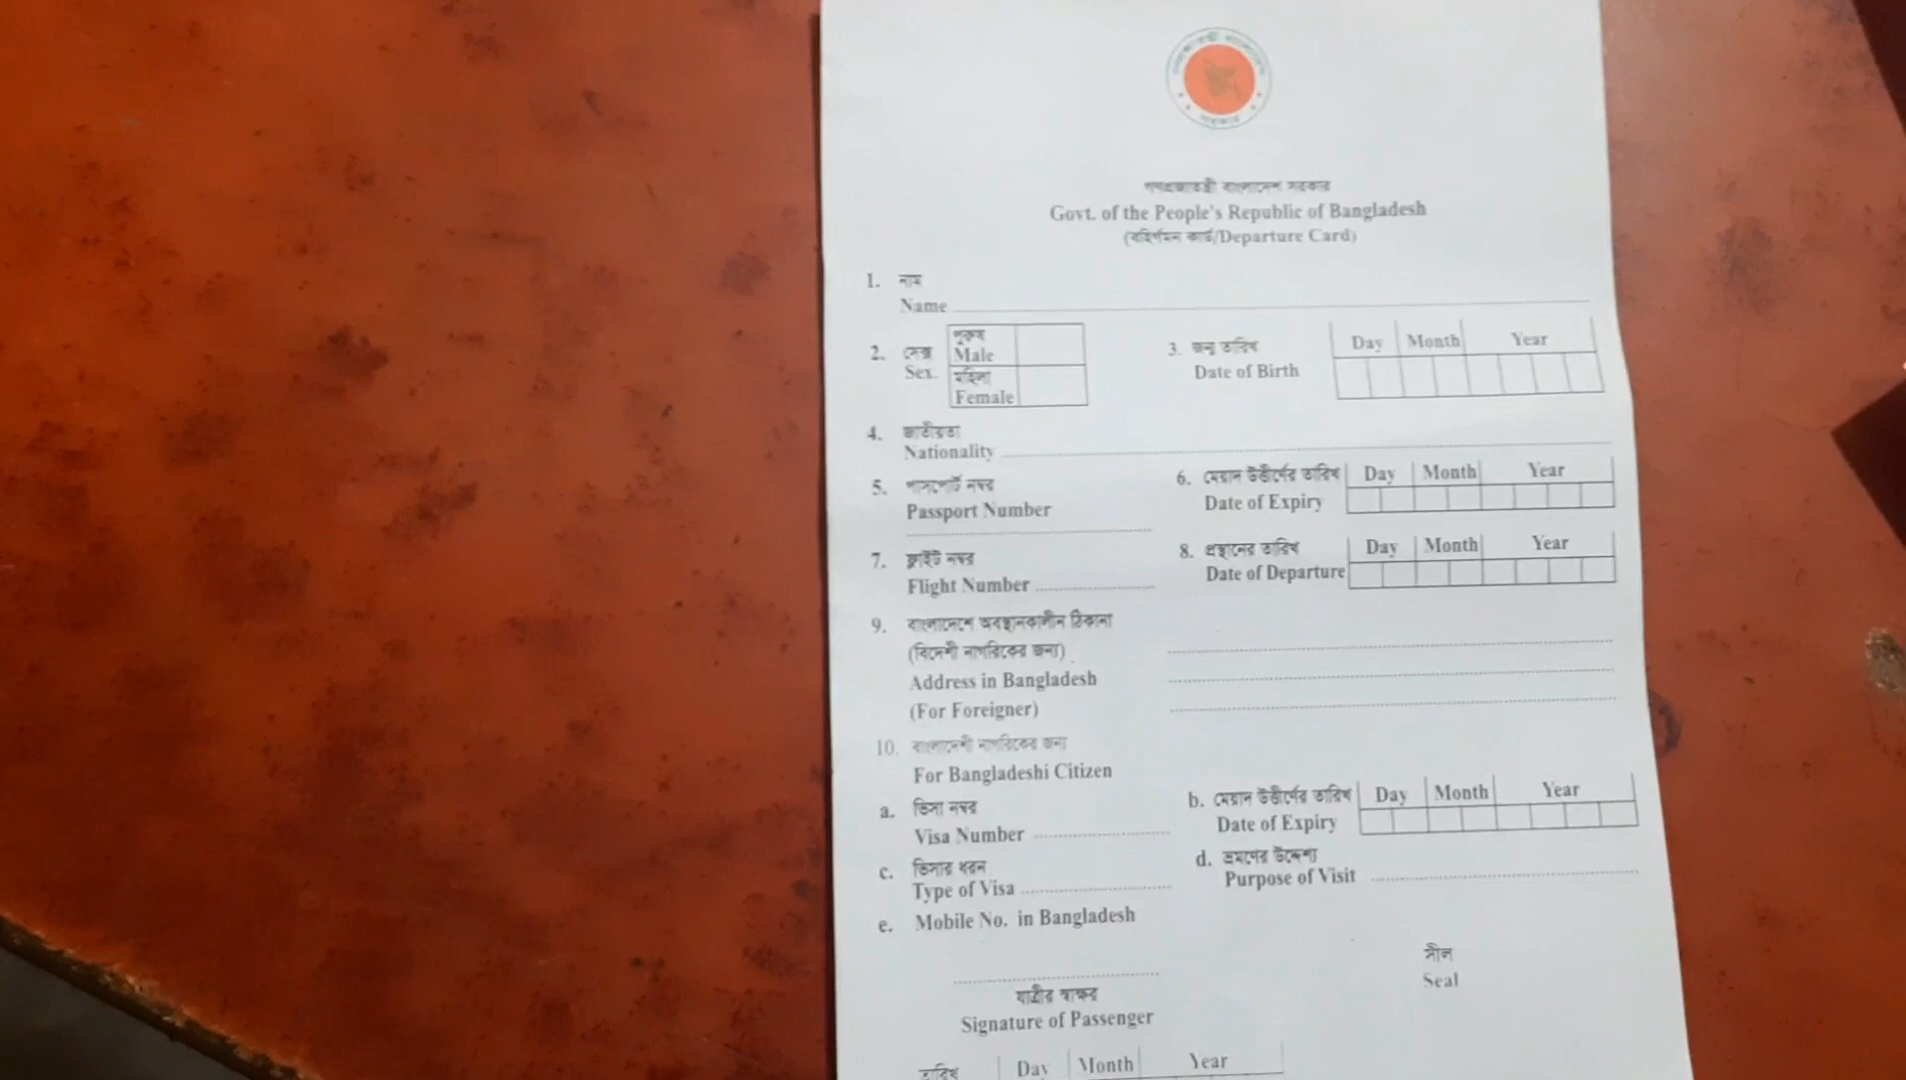 গণপ্রজাতন্ত্রী বাংলাদেশ সরকার
Govt. of the People's Republic of Bangladesh
(বহির্গমন কার্ড/Departure Card)
1. নাম
Name
2. সেক্স
Sex.
পুরুষ
Male
মহিলা
Female
3. জন্ম তারিখ
Date of Birth
Day Month Year
4. জাতীয়তা
Nationality
5. পাসপোর্ট নম্বর
Passport Number
6. মেয়াদ উত্তীর্ণের তারিখ
Date of Expiry
Day Month Year
7. ফ্লাইট নম্বর
Flight Number
8. প্রস্থানের তারিখ
Date of Departure
Day Month Year
9. বাংলাদেশে অবস্থানকালীন ঠিকানা
(বিদেশী নাগরিকের জন্য)
Address in Bangladesh
(For Foreigner)
10. বাংলাদেশী নাগরিকের জন্য
For Bangladeshi Citizen
a. ভিসা নম্বর
Visa Number
b. মেয়াদ উত্তীর্ণের তারিখ
Date of Expiry
Day Month Year
c. ভিসার ধরন
Type of Visa
d. ভ্রমণের উদ্দেশ্য
Purpose of Visit
e. Mobile No. in Bangladesh
যাত্রীর স্বাক্ষর
Signature of Passenger
সীল
Seal
তারিখ Day Month Year